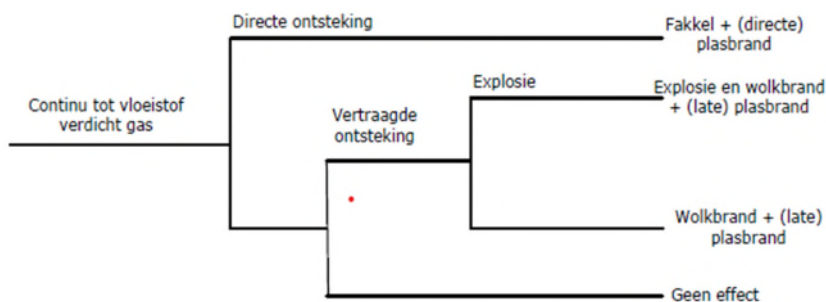 Directe ontsteking
Fakkel + (directe)
plasbrand
Explosie
Explosie en wolkbrand
+ (late) plasbrand
Continu tot vloeistof
verdicht gas
Vertraagde
ontsteking
Wolkbrand + (late)
plasbrand
Geen effect